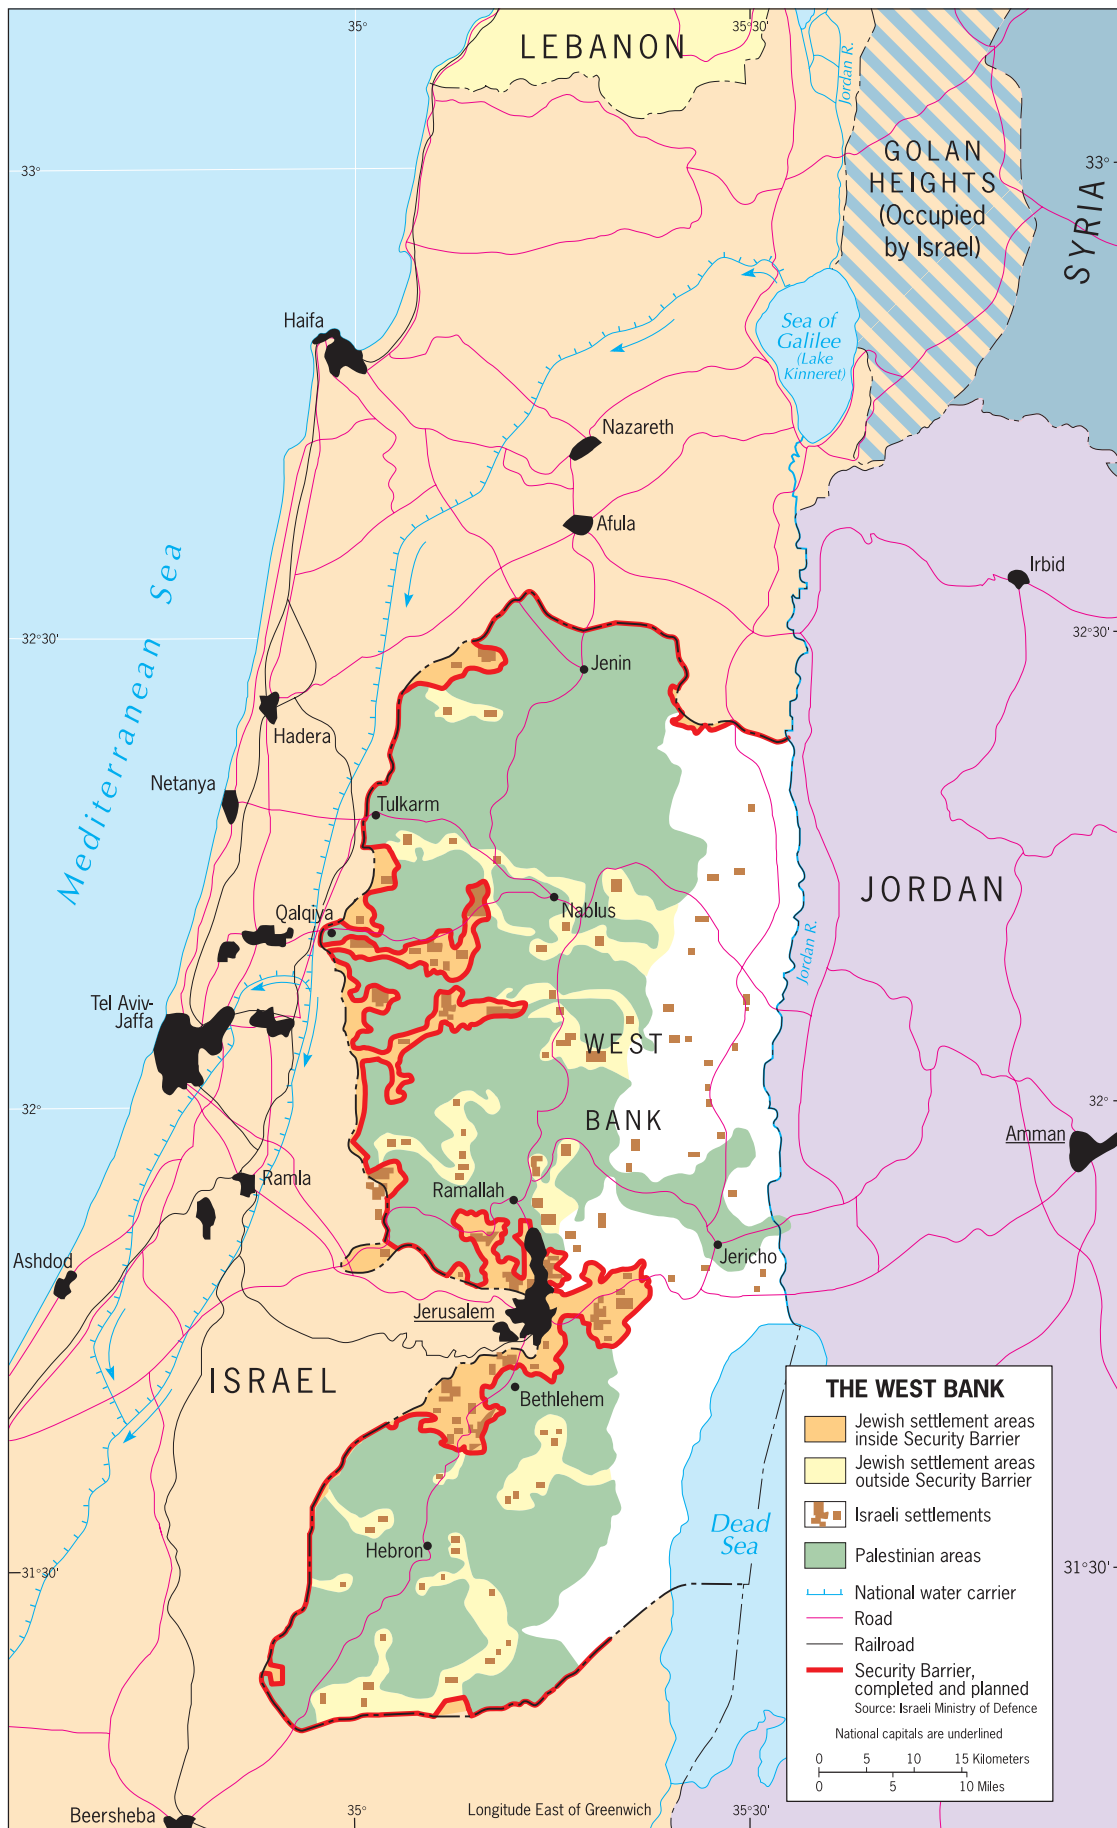 35°
35°30'
LEBANON
Jordan R.
33°
33°
GOLAN
HEIGHTS
(Occupied
by Israel)
SYRIA
Haifa
Sea of
Galilee
(Lake
Kinneret)
Nazareth
Afula
Irbid
Mediterranean Sea
32°30'
32°30'
Jenin
Hadera
Netanya
Tulkarm
JORDAN
Nablus
Qalqiya
Jordan R.
Tel Aviv-
Jaffa
WEST
BANK
32°
32°
Amman
Ramla
Ramallah
Ashdod
Jericho
Jerusalem
ISRAEL
Bethlehem
Dead
Sea
Hebron
31°30'
31°30'
THE WEST BANK
Jewish settlement areas
inside Security Barrier
Jewish settlement areas
outside Security Barrier
Israeli settlements
Palestinian areas
National water carrier
Road
Railroad
Security Barrier,
completed and planned
Source: Israeli Ministry of Defence
National capitals are underlined
0 5 10 15 Kilometers
0 5 10 Miles
Beersheba
35°
Longitude East of Greenwich
35°30'